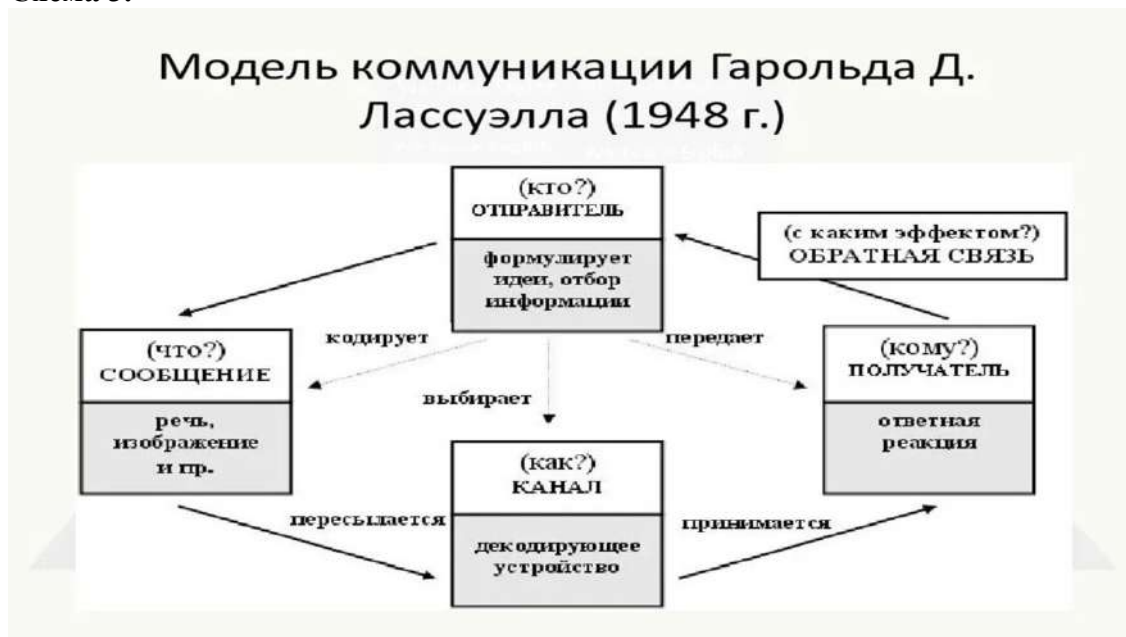 Модель коммуникации Гарольда Д.
Лассуэлла (1948 г.)
(кто?)
ОТПРАВИТЕЛЬ
формулирует
идеи, отбор
информации
(с каким эффектом?)
ОБРАТНАЯ СВЯЗЬ
кодирует
передает
выбирает
(что?)
СООБЩЕНИЕ
речь,
изображение
и пр.
(кому?)
ПОЛУЧАТЕЛЬ
ответная
реакция
(как?)
КАНАЛ
декодирующее
устройство
пересылается
принимается